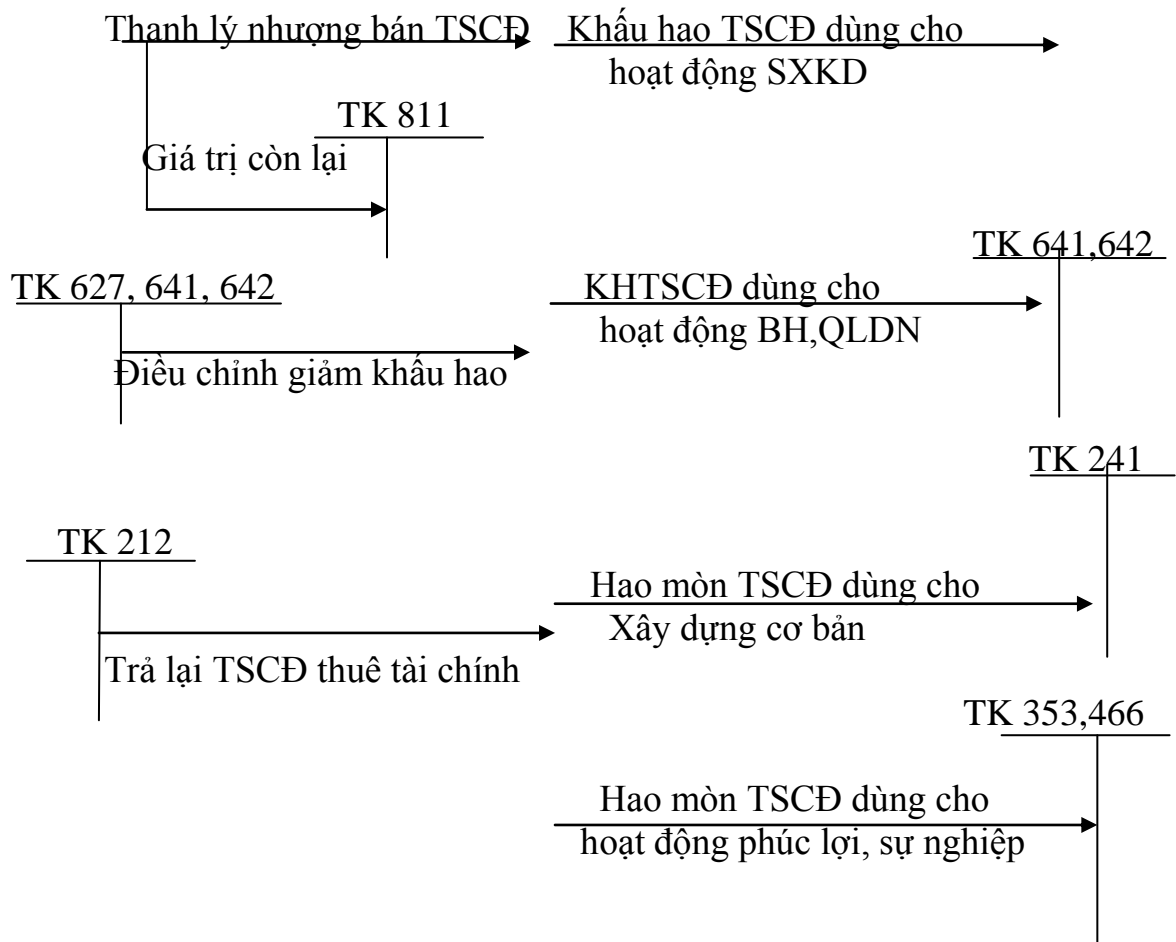 Thanh lý nhượng bán TSCĐ
Khấu hao TSCĐ dùng cho
hoạt động SXKD
TK 811
Giá trị còn lại
TK 641,642
TK 627, 641, 642
KHTSCĐ dùng cho
hoạt động BH,QLDN
Điều chỉnh giảm khấu hao
TK 241
TK 212
Hao mòn TSCĐ dùng cho
Xây dựng cơ bản
Trả lại TSCĐ thuê tài chính
TK 353,466
Hao mòn TSCĐ dùng cho
hoạt động phúc lợi, sự nghiệp